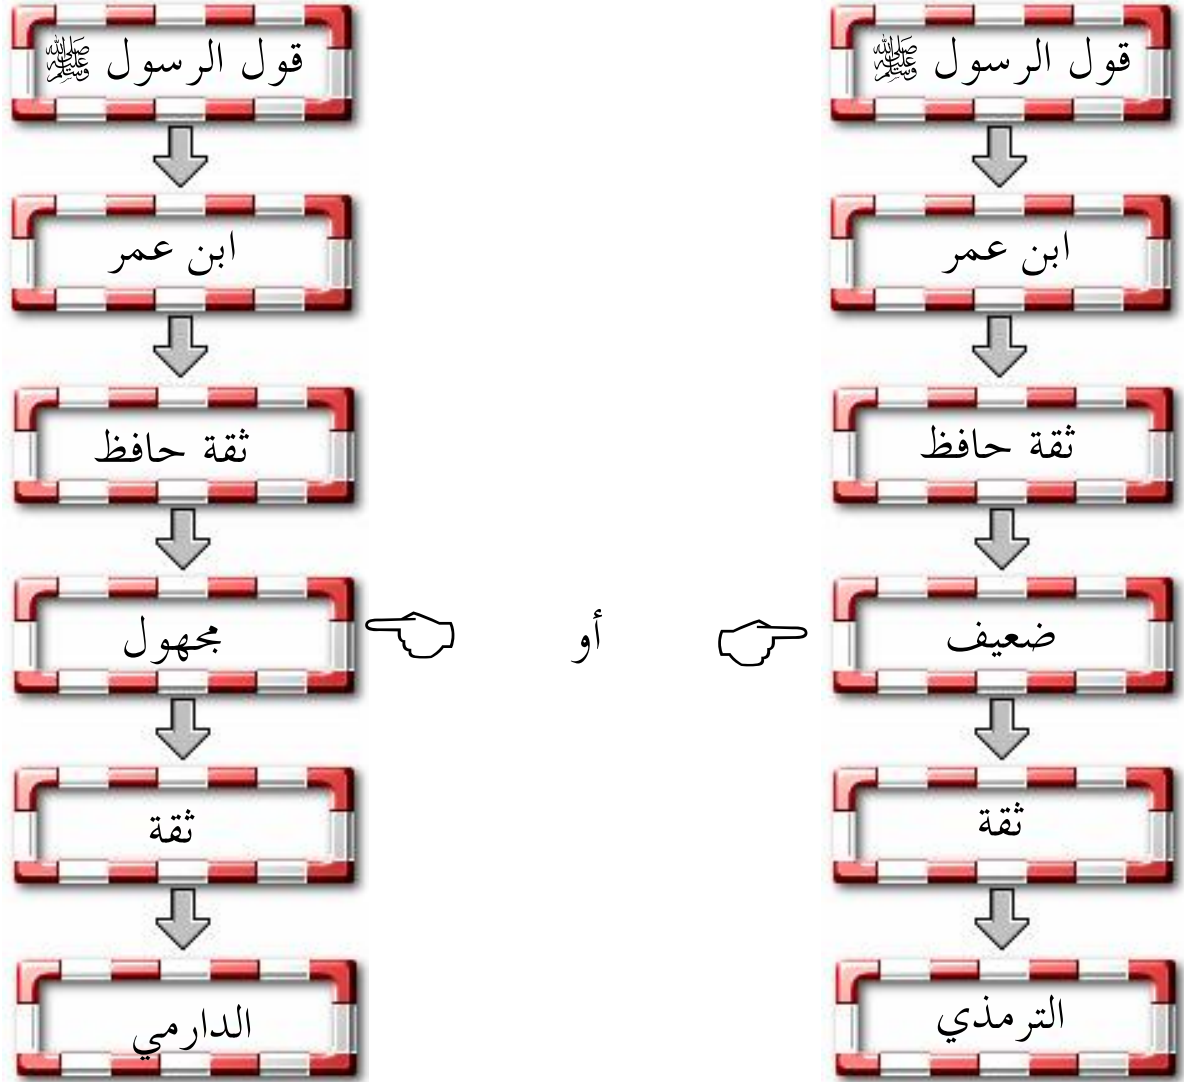 قول الرسول ﷺ
ابن عمر
ثقة حافظ
ضعيف
ثقة
الترمذي
أو
قول الرسول ﷺ
ابن عمر
ثقة حافظ
مجهول
ثقة
الدارمي